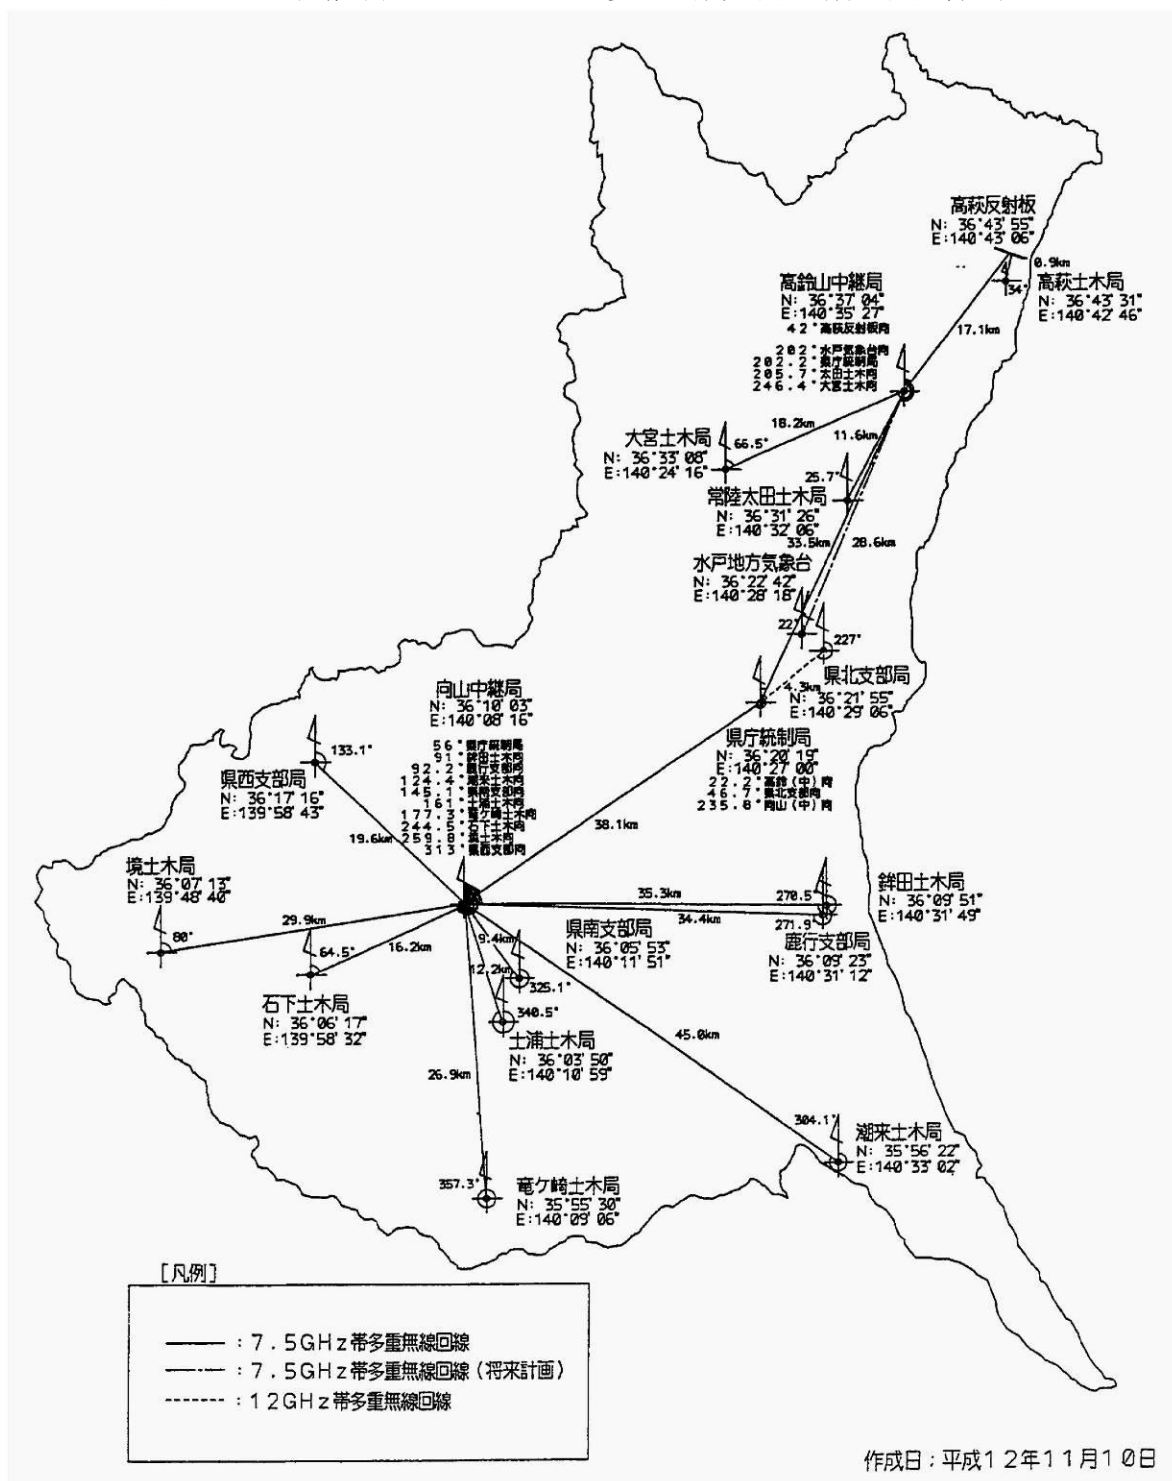 高萩反射板
N: 36°43'55"
E:140°43'06"
0.9km
34°
高萩土木局
N: 36°43'31"
E:140°42'46"
17.1km
高鈴山中継局
N: 36°37'04"
E:140°35'27"
42°高萩反射板向
202°水戸気象台向
202.2°県庁統制局
205.7°太田土木向
246.4°大宮土木向
18.2km
11.6km
大宮土木局
N: 36°33'08"
E:140°24'16"
66.5°
25.7°
常陸太田土木局
N: 36°31'26"
E:140°32'06"
33.5km
28.6km
水戸地方気象台
N: 36°22'42"
E:140°28'18"
22°
227°
県北支部局
N: 36°21'55"
E:140°29'06"
4.3km
県庁統制局
N: 36°20'19"
E:140°27'00"
22.2°高鈴(中)向
46.7°県北支部向
235.8°向山(中)向
向山中継局
N: 36°10'03"
E:140°08'16"
56°県庁統制局
91°鉾田土木向
92.2°鹿行支部向
124.4°潮来土木向
145.1°県南支部向
161°土浦土木向
177.3°竜ケ崎土木向
244.5°石下土木向
259.8°境土木向
313°県西支部向
133.1°
県西支部局
N: 36°17'16"
E:139°58'43"
19.6km
38.1km
境土木局
N: 36°07'13"
E:139°48'40"
80°
29.9km
64.5°
16.2km
石下土木局
N: 36°06'17"
E:139°58'32"
35.3km
34.4km
270.5°
271.9°
鉾田土木局
N: 36°09'51"
E:140°31'49"
鹿行支部局
N: 36°09'23"
E:140°31'12"
県南支部局
N: 36°05'53"
E:140°11'51"
9.4km
12.2km
325.1°
340.5°
土浦土木局
N: 36°03'50"
E:140°10'59"
26.9km
45.0km
304.1°
潮来土木局
N: 35°56'22"
E:140°33'02"
357.3°
竜ケ崎土木局
N: 35°55'30"
E:140°09'06"
[凡例]
:7.5GHz帯多重無線回線
:7.5GHz帯多重無線回線(将来計画)
:12GHz帯多重無線回線
作成日:平成12年11月10日